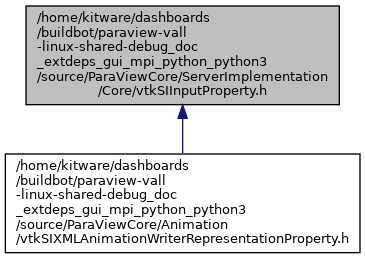 /home/kitware/dashboards
/buildbot/paraview-vall
-linux-shared-debug_doc
_extdeps_gui_mpi_python_python3
/source/ParaViewCore/ServerImplementation
/Core/vtkSIInputProperty.h
/home/kitware/dashboards
/buildbot/paraview-vall
-linux-shared-debug_doc
_extdeps_gui_mpi_python_python3
/source/ParaViewCore/Animation
/vtkSIXMLAnimationWriterRepresentationProperty.h